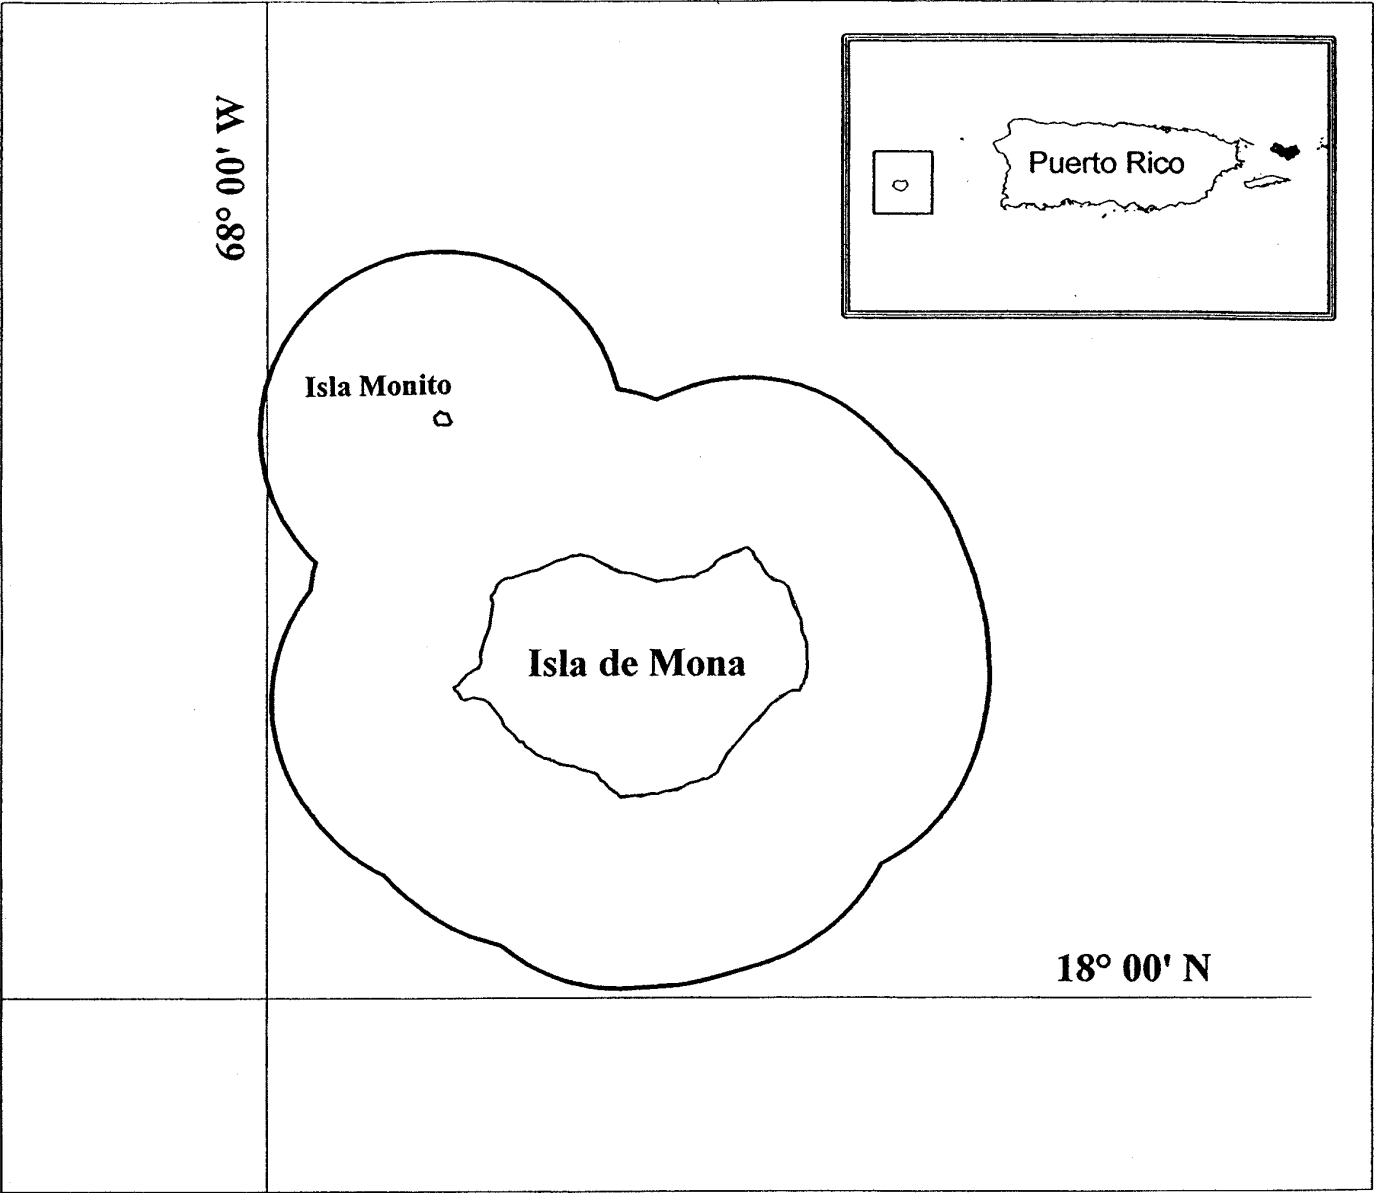 68° 00' W
Puerto Rico
Isla Monito
Isla de Mona
18° 00' N